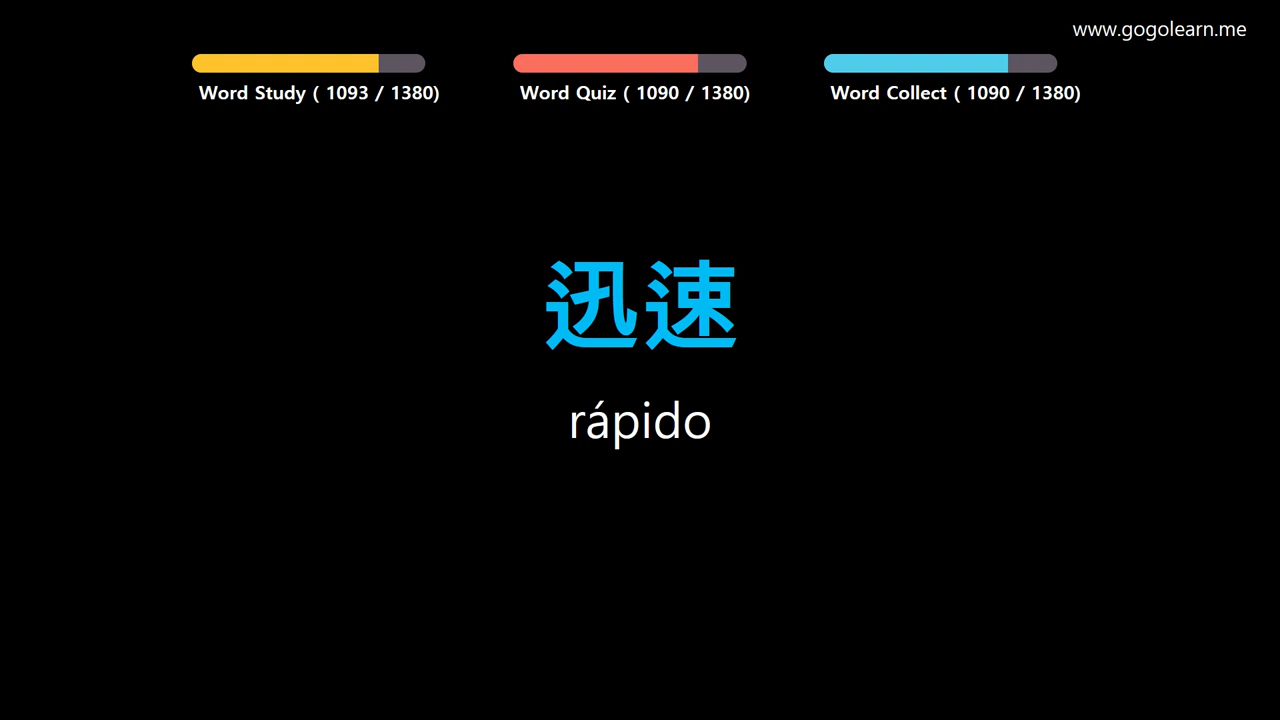 www.gogolearn.me
Word Study ( 1093 / 1380)
Word Quiz ( 1090 / 1380)
Word Collect ( 1090 / 1380)
迅速
rápido